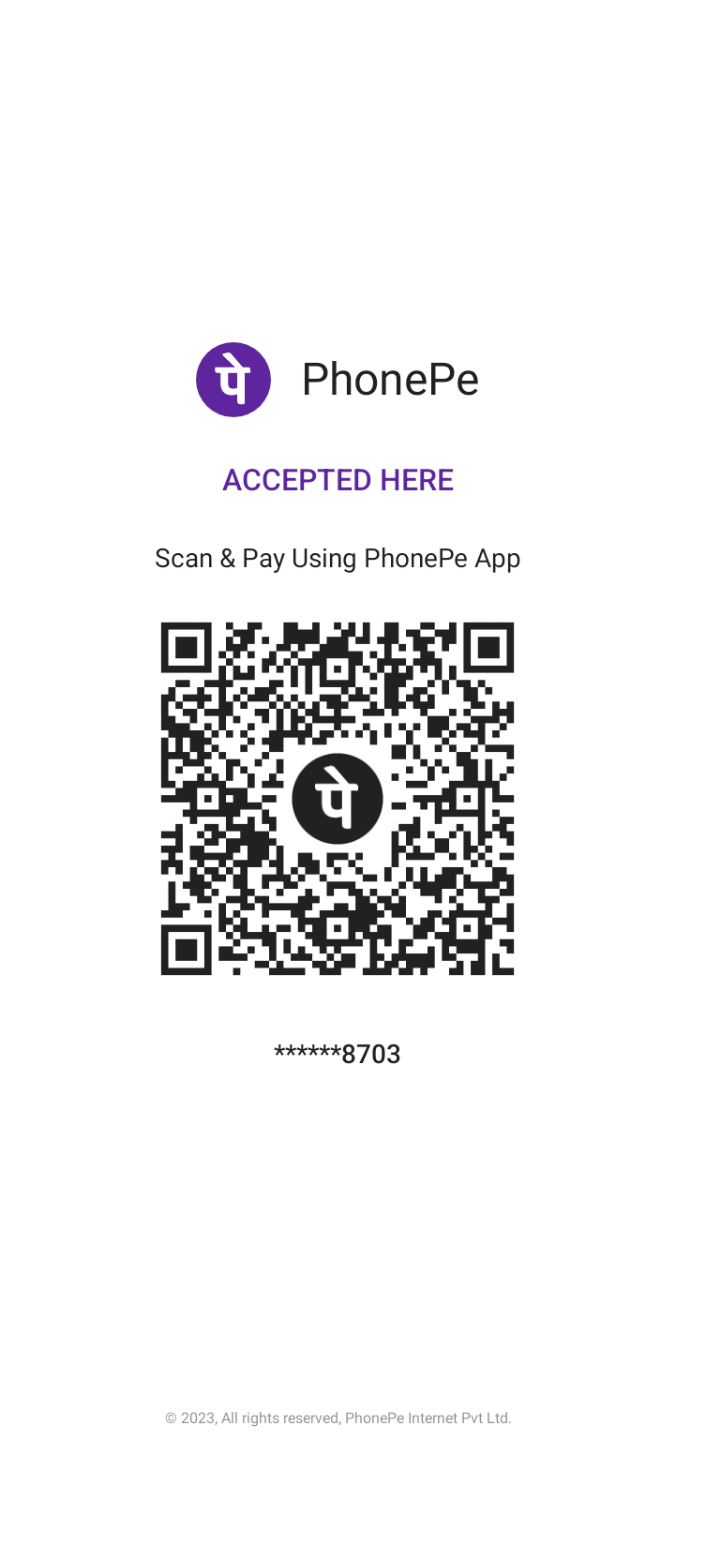 पे PhonePe
ACCEPTED HERE
Scan & Pay Using PhonePe App
पे
******8703
© 2023, All rights reserved, PhonePe Internet Pvt Ltd.